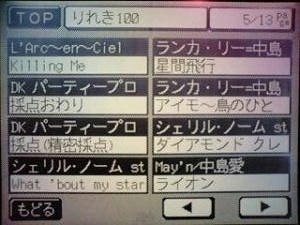 TOP りれき100 5/13 Page
L'Arc〜en〜Ciel
Killing Me
DK パーティープロ
採点おわり
DK パーティープロ
採点(精密採点)
シェリル・ノーム st
What 'bout my star
ランカ・リー=中島
星間飛行
ランカ・リー=中島
アイモ〜鳥のひと
シェリル・ノーム st
ダイアモンド クレ
May'n/中島愛
ライオン
もどる